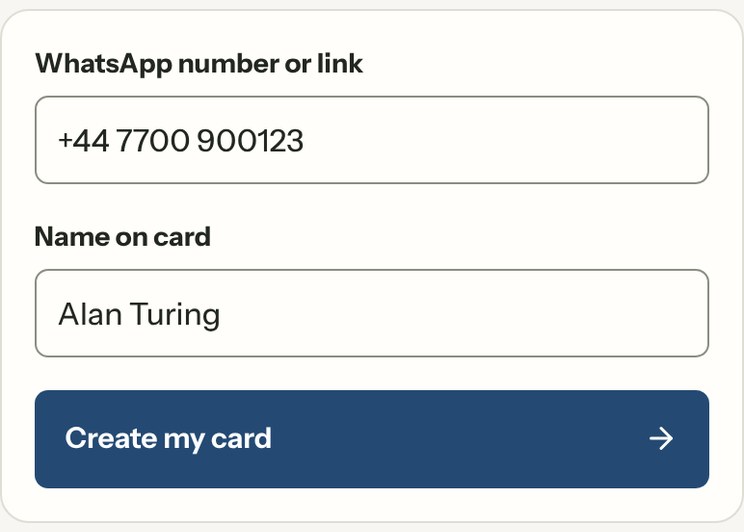 WhatsApp number or link
+44 7700 900123
Name on card
Alan Turing
Create my card